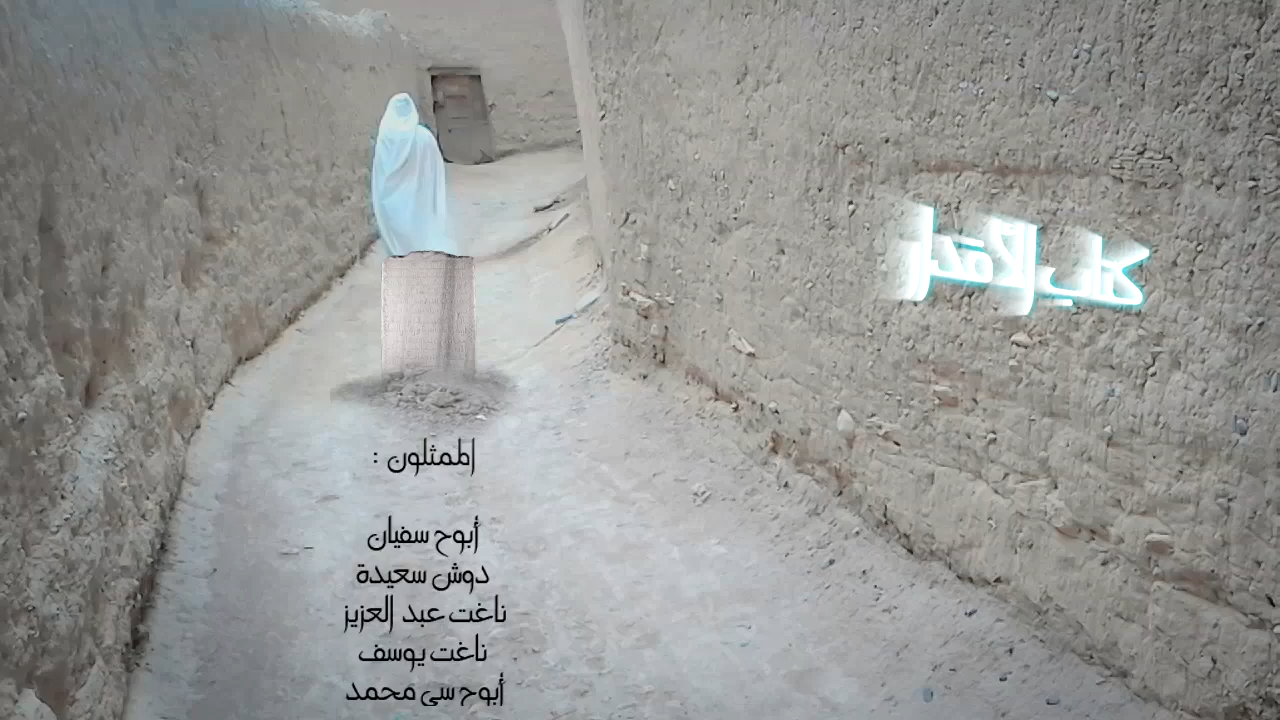 كتاب الأقدار
الممثلون :
أبوح سفيان
دوش سعيدة
ناغت عبد العزيز
ناغت يوسف
أبوح سي محمد